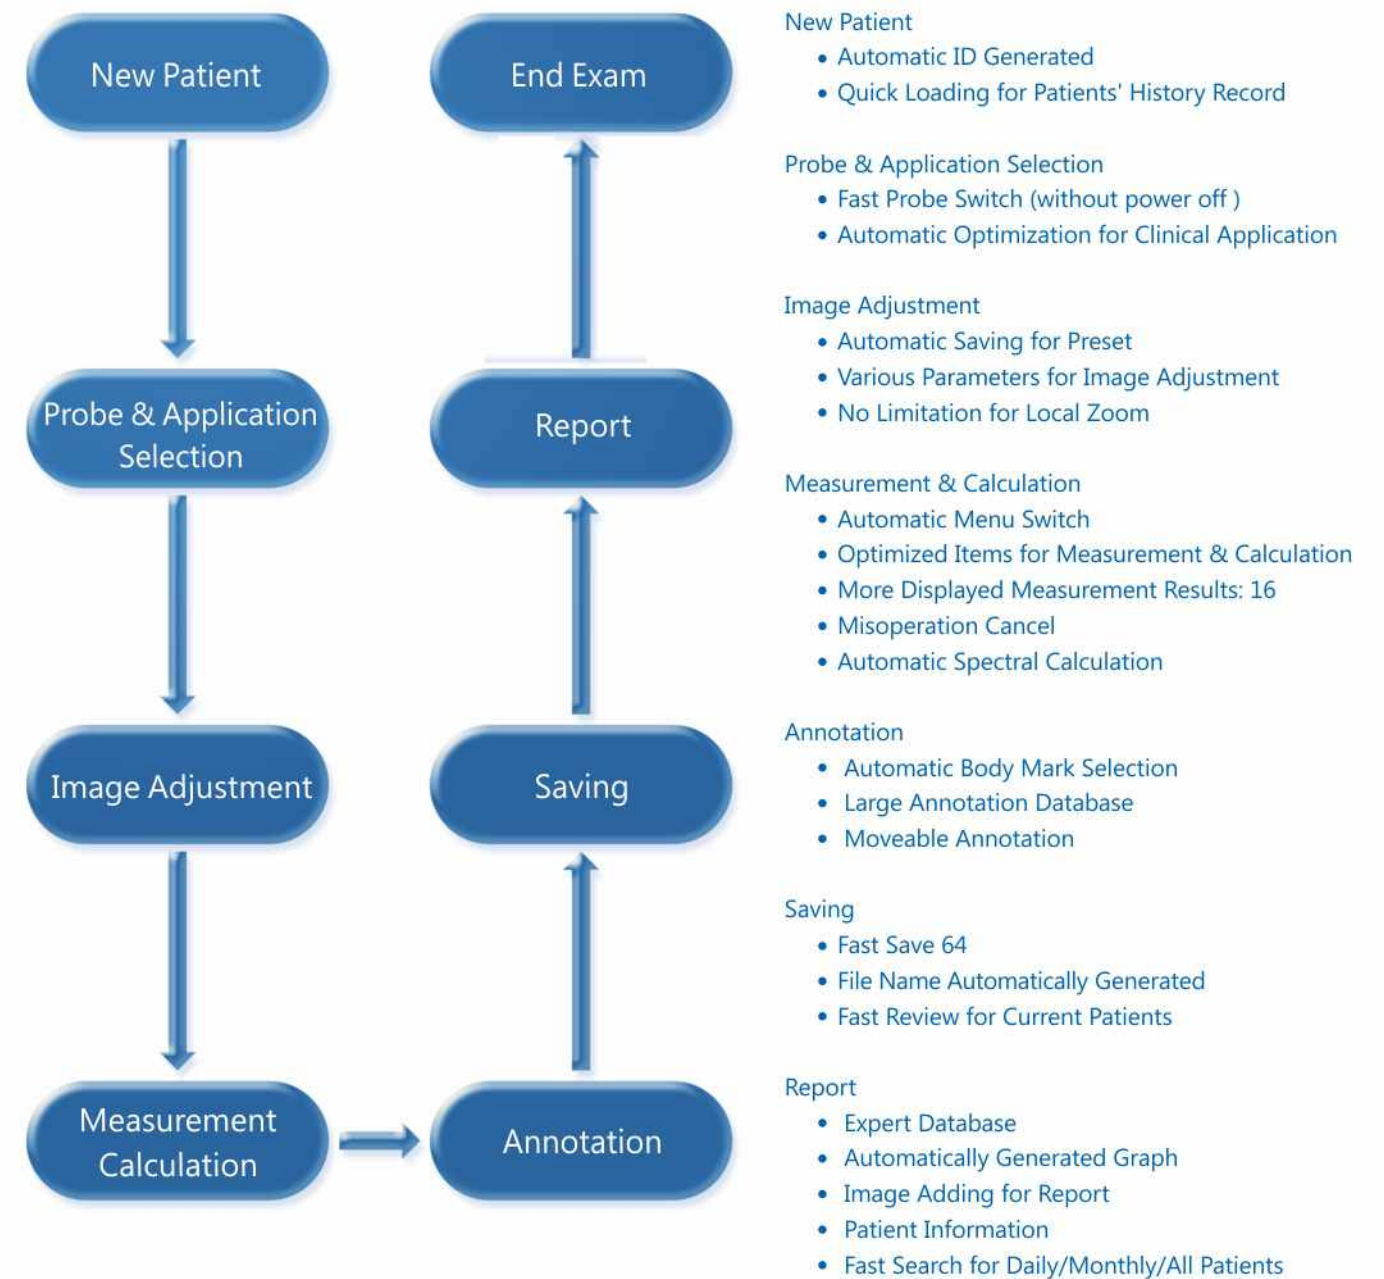 New Patient
End Exam
Probe & Application
Selection
Report
Image Adjustment
Saving
Measurement
Calculation
Annotation
New Patient
• Automatic ID Generated
• Quick Loading for Patients' History Record
Probe & Application Selection
• Fast Probe Switch (without power off )
• Automatic Optimization for Clinical Application
Image Adjustment
• Automatic Saving for Preset
• Various Parameters for Image Adjustment
• No Limitation for Local Zoom
Measurement & Calculation
• Automatic Menu Switch
• Optimized Items for Measurement & Calculation
• More Displayed Measurement Results: 16
• Misoperation Cancel
• Automatic Spectral Calculation
Annotation
• Automatic Body Mark Selection
• Large Annotation Database
• Moveable Annotation
Saving
• Fast Save 64
• File Name Automatically Generated
• Fast Review for Current Patients
Report
• Expert Database
• Automatically Generated Graph
• Image Adding for Report
• Patient Information
• Fast Search for Daily/Monthly/All Patients